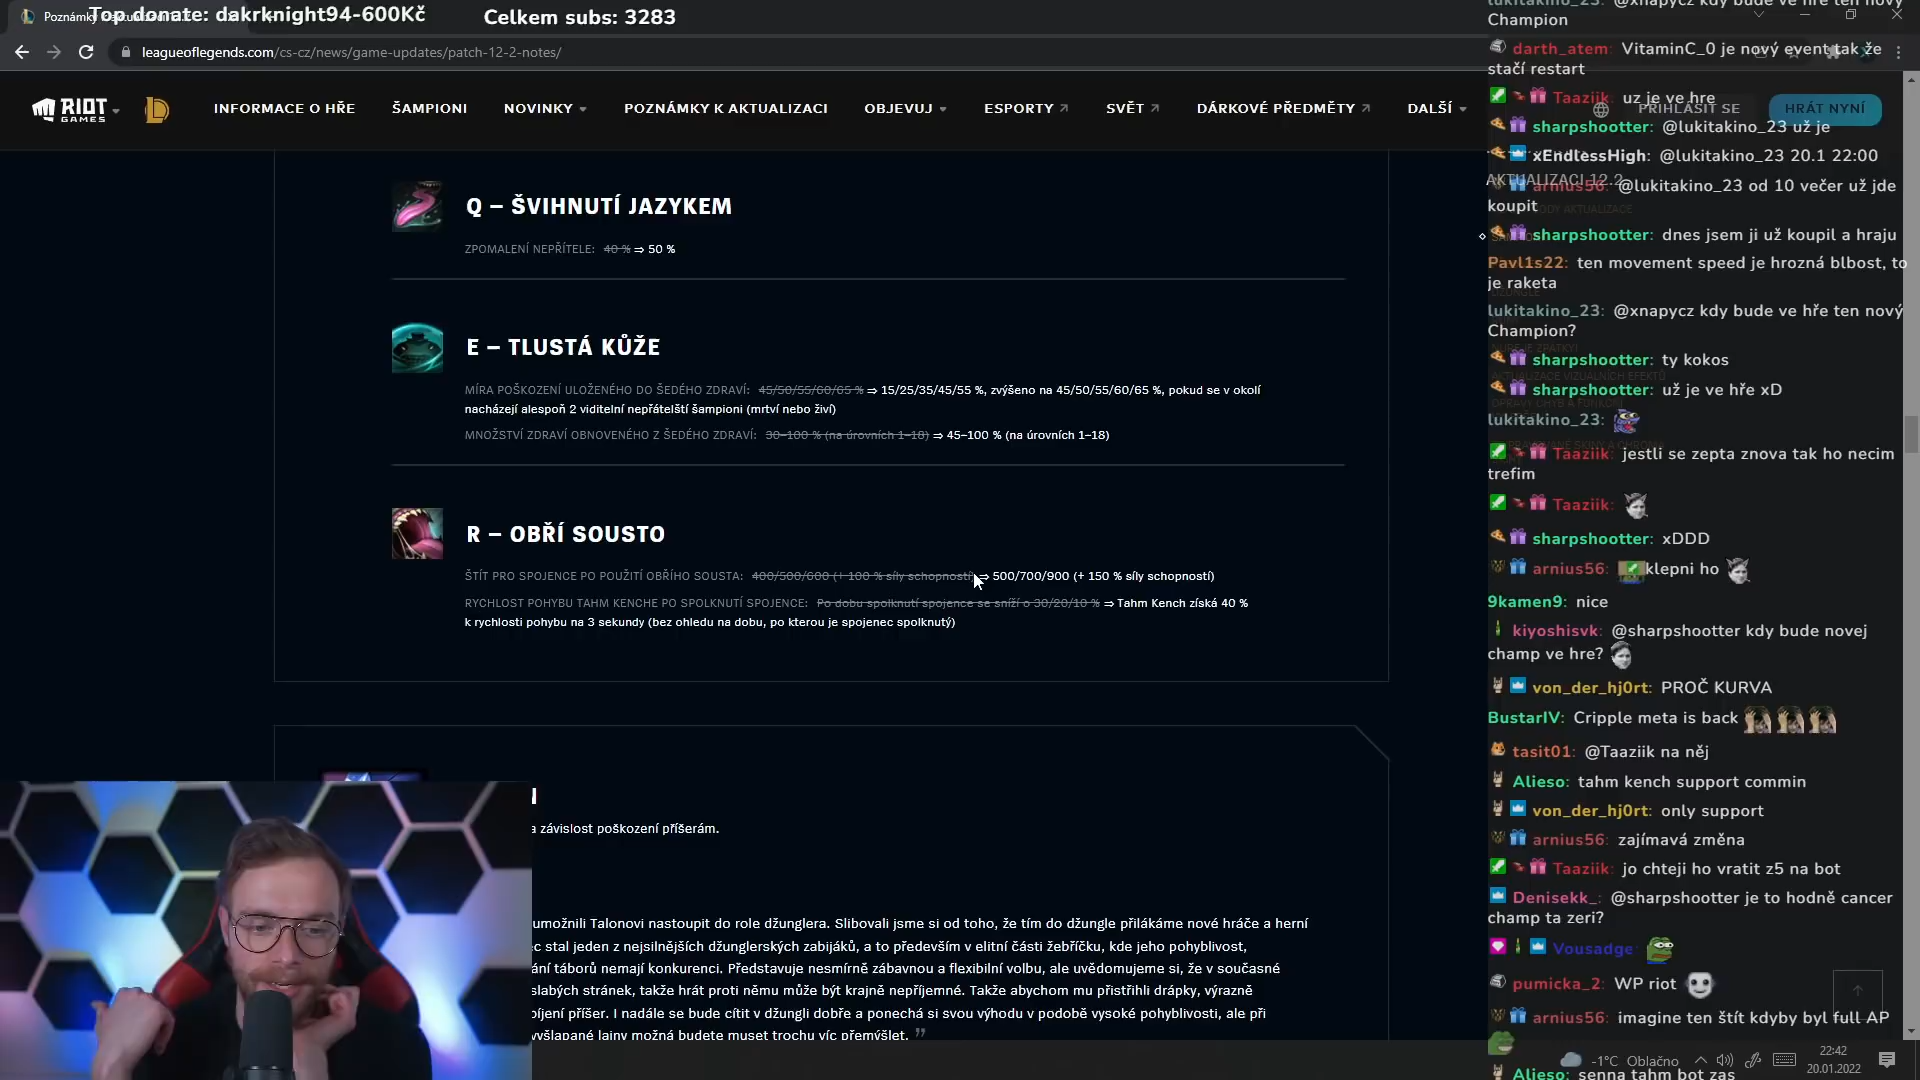 Top donate: dakrknight94-600Kč
Celkem subs: 3283
leagueoflegends.com/cs-cz/news/game-updates/patch-12-2-notes/
RIOT GAMES
INFORMACE O HŘE
ŠAMPIONI
NOVINKY
POZNÁMKY K AKTUALIZACI
OBJEVUJ
ESPORTY
SVĚT
DÁRKOVÉ PŘEDMĚTY
DALŠÍ
PŘIHLÁSIT SE
HRÁT NYNÍ
Q – ŠVIHNUTÍ JAZYKEM
ZPOMALENÍ NEPŘÍTELE: 40 % ⇒ 50 %
E – TLUSTÁ KŮŽE
MÍRA POŠKOZENÍ ULOŽENÉHO DO ŠEDÉHO ZDRAVÍ: 45/50/55/60/65 % ⇒ 15/25/35/45/55 %, zvýšeno na 45/50/55/60/65 %, pokud se v okolí
nacházejí alespoň 2 viditelní nepřátelští šampioni (mrtví nebo živí)
MNOŽSTVÍ ZDRAVÍ OBNOVENÉHO Z ŠEDÉHO ZDRAVÍ: 30–100 % (na úrovních 1–18) ⇒ 45–100 % (na úrovních 1–18)
R – OBŘÍ SOUSTO
ŠTÍT PRO SPOJENCE PO POUŽITÍ OBŘÍHO SOUSTA: 400/500/600 (+ 100 % síly schopností) ⇒ 500/700/900 (+ 150 % síly schopností)
RYCHLOST POHYBU TAHM KENCHE PO SPOLKNUTÍ SPOJENCE: Po dobu spolknutí spojence se sníží o 30/20/10 % ⇒ Tahm Kench získá 40 %
k rychlosti pohybu na 3 sekundy (bez ohledu na dobu, po kterou je spojenec spolknutý)
a závislost poškození příšerám.
umožnili Talonovi nastoupit do role džunglera. Slibovali jsme si od toho, že tím do džungle přilákáme nové hráče a herní
c stal jeden z nejsilnějších džunglerských zabijáků, a to především v elitní části žebříčku, kde jeho pohyblivost,
ání táborů nemají konkurenci. Představuje nesmírně zábavnou a flexibilní volbu, ale uvědomujeme si, že v současné
slabých stránek, takže hrát proti němu může být krajně nepříjemné. Takže abychom mu přistřihli drápky, výrazně
bíjení příšer. I nadále se bude cítit v džungli dobře a ponechá si svou výhodu v podobě vysoké pohyblivosti, ale při
vyšlapané lajny možná budete muset trochu víc přemýšlet. ”
lukitakino_23: @xnapycz kdy bude ve hře ten nový
Champion
darth_atem: VitaminC_0 je nový event tak že
stačí restart
Taaziik: uz je ve hre
sharpshootter: @lukitakino_23 už je
xEndlessHigh: @lukitakino_23 20.1 22:00
AKTUALIZACI 12.2
arnius56: @lukitakino_23 od 10 večer už jde
koupit
sharpshootter: dnes jsem ji už koupil a hraju
Pavl1s22: ten movement speed je hrozná blbost, to
je raketa
lukitakino_23: @xnapycz kdy bude ve hře ten nový
Champion?
sharpshootter: ty kokos
AKTUALIZACE VIZUÁLNÍCH EFEKTŮ
sharpshootter: už je ve hře xD
lukitakino_23:
Taaziik: jestli se zepta znova tak ho necim
trefim
Taaziik:
sharpshootter: xDDD
arnius56: klepni ho
9kamen9: nice
kiyoshisvk: @sharpshootter kdy bude novej
champ ve hre?
von_der_hj0rt: PROČ KURVA
BustarIV: Cripple meta is back
tasit01: @Taaziik na něj
Alieso: tahm kench support commin
von_der_hj0rt: only support
arnius56: zajímavá změna
Taaziik: jo chteji ho vratit z5 na bot
Denisekk_: @sharpshootter je to hodně cancer
champ ta zeri?
Vousadge:
pumicka_2: WP riot
arnius56: imagine ten štít kdyby byl full AP
Alieso: senna tahm bot zas
-1°C Oblačno
22:42
20.01.2022